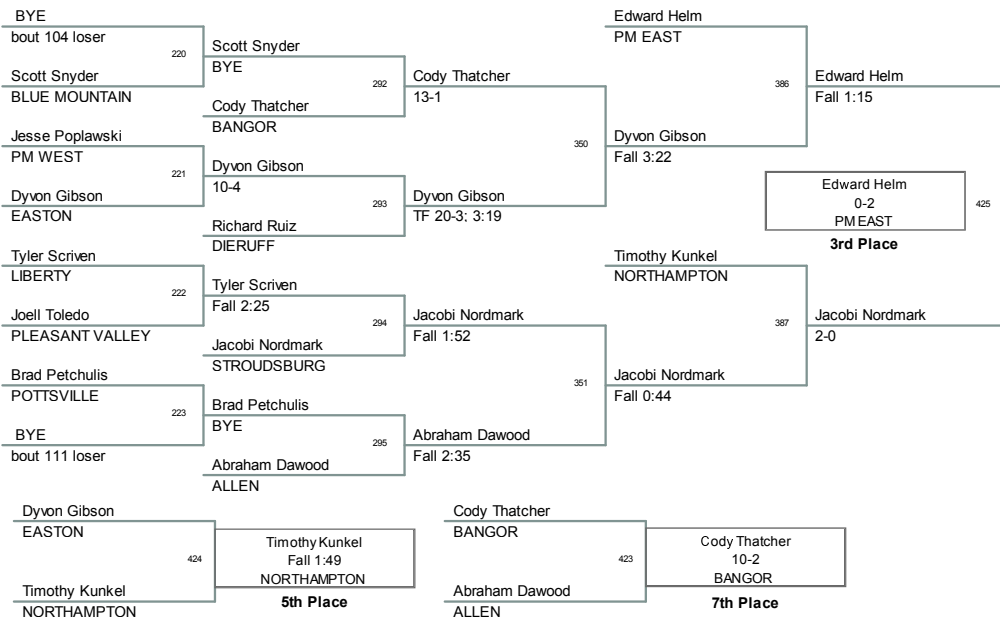 BYE
bout 104 loser
220
Scott Snyder
BLUE MOUNTAIN
Jesse Poplawski
PM WEST
221
Dyvon Gibson
EASTON
Tyler Scriven
LIBERTY
222
Joell Toledo
PLEASANT VALLEY
Brad Petchulis
POTTSVILLE
223
BYE
bout 111 loser
Scott Snyder
BYE
292
Cody Thatcher
BANGOR
Dyvon Gibson
10-4
293
Richard Ruiz
DIERUFF
Tyler Scriven
Fall 2:25
294
Jacobi Nordmark
STROUDSBURG
Brad Petchulis
BYE
295
Abraham Dawood
ALLEN
Cody Thatcher
13-1
350
Dyvon Gibson
TF 20-3; 3:19
Jacobi Nordmark
Fall 1:52
351
Abraham Dawood
Fall 2:35
Edward Helm
PM EAST
386
Dyvon Gibson
Fall 3:22
Timothy Kunkel
NORTHAMPTON
387
Jacobi Nordmark
Fall 0:44
Edward Helm
Fall 1:15
Edward Helm
0-2
PM EAST
425
3rd Place
Jacobi Nordmark
2-0
Dyvon Gibson
EASTON
424
Timothy Kunkel
NORTHAMPTON
Timothy Kunkel
Fall 1:49
NORTHAMPTON
5th Place
Cody Thatcher
BANGOR
423
Abraham Dawood
ALLEN
Cody Thatcher
10-2
BANGOR
7th Place